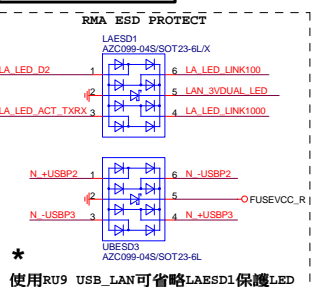 RMA ESD PROTECT
LAESD1
AZC099-04S/SOT23-6L/X
LA_LED_D2 1 6 LA_LED_LINK100
2 5 LAN_3VDUAL_LED
LA_LED_ACT_TXRX 3 4 LA_LED_LINK1000
N_+USBP2 1 6 N_-USBP2
2 5 FUSEVCC_R
N_-USBP3 3 4 N_+USBP3
UBESD3
AZC099-04S/SOT23-6L
*
使用RU9 USB_LAN可省略LAESD1保護LED